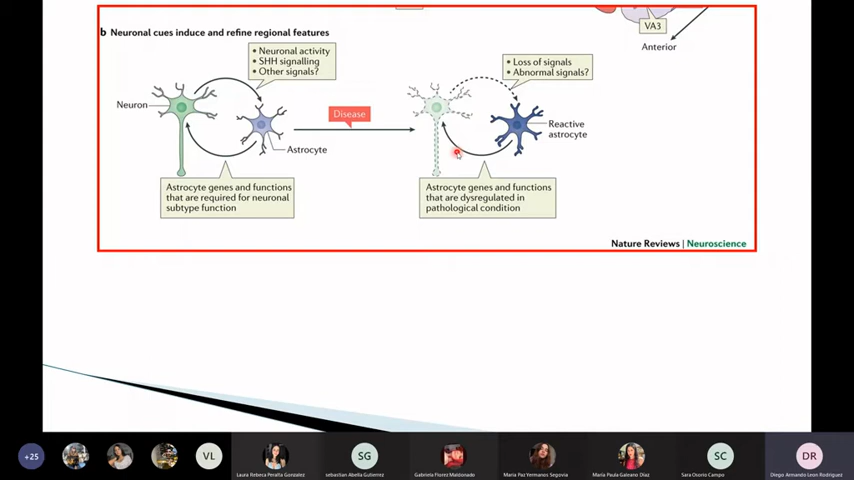 VA3
Anterior
b Neuronal cues induce and refine regional features
• Neuronal activity
• SHH signalling
• Other signals?
• Loss of signals
• Abnormal signals?
Neuron
Disease
Reactive
astrocyte
Astrocyte
Astrocyte genes and functions
that are required for neuronal
subtype function
Astrocyte genes and functions
that are dysregulated in
pathological condition
Nature Reviews | Neuroscience
+25
VL
SG
SC
DR
Laura Rebeca Peralta Gonzalez
sebastian Abella Gutierrez
Gabriela Florez Maldonado
Maria Paz Yermanos Segovia
María Paula Galeano Díaz
Sara Osorio Campo
Diego Armando Leon Rodriguez